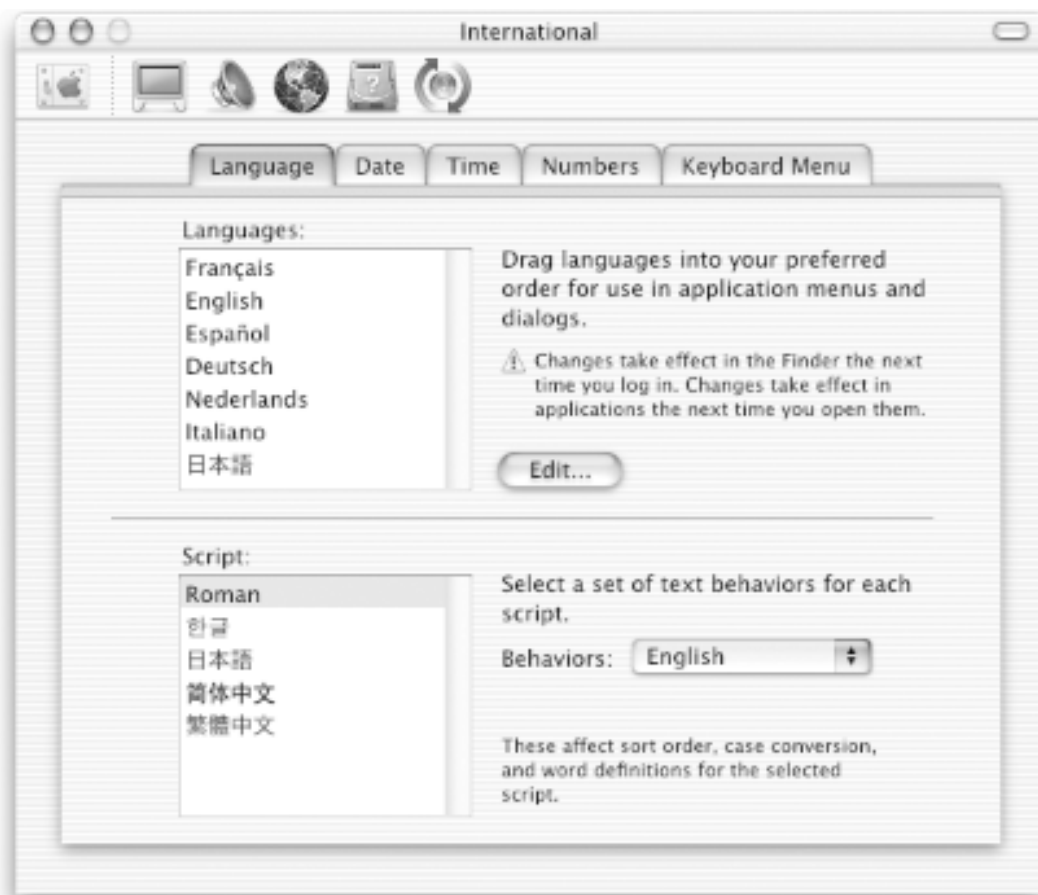 International
Language
Date
Time
Numbers
Keyboard Menu
Languages:
Français
English
Español
Deutsch
Nederlands
Italiano
日本語
Drag languages into your preferred
order for use in application menus and
dialogs.
Changes take effect in the Finder the next
time you log in. Changes take effect in
applications the next time you open them.
Edit...
Script:
Roman
한글
日本語
简体中文
繁體中文
Select a set of text behaviors for each
script.
Behaviors: English
These affect sort order, case conversion,
and word definitions for the selected
script.